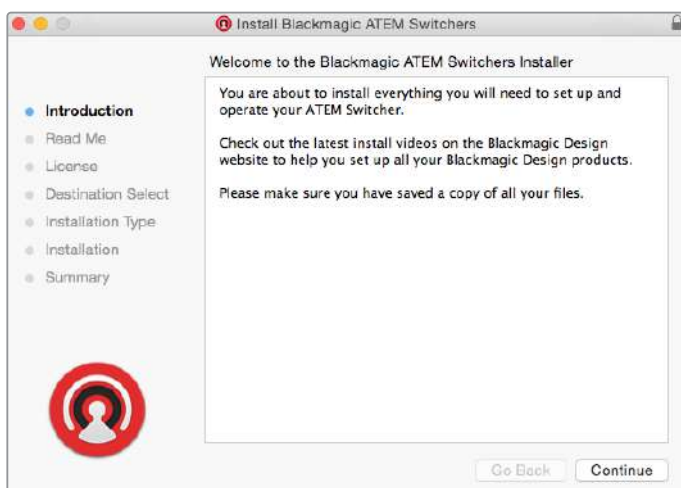 Install Blackmagic ATEM Switchers
Welcome to the Blackmagic ATEM Switchers Installer
Introduction
Read Me
License
Destination Select
Installation Type
Installation
Summary
You are about to install everything you will need to set up and
operate your ATEM Switcher.
Check out the latest install videos on the Blackmagic Design
website to help you set up all your Blackmagic Design products.
Please make sure you have saved a copy of all your files.
Go Back
Continue